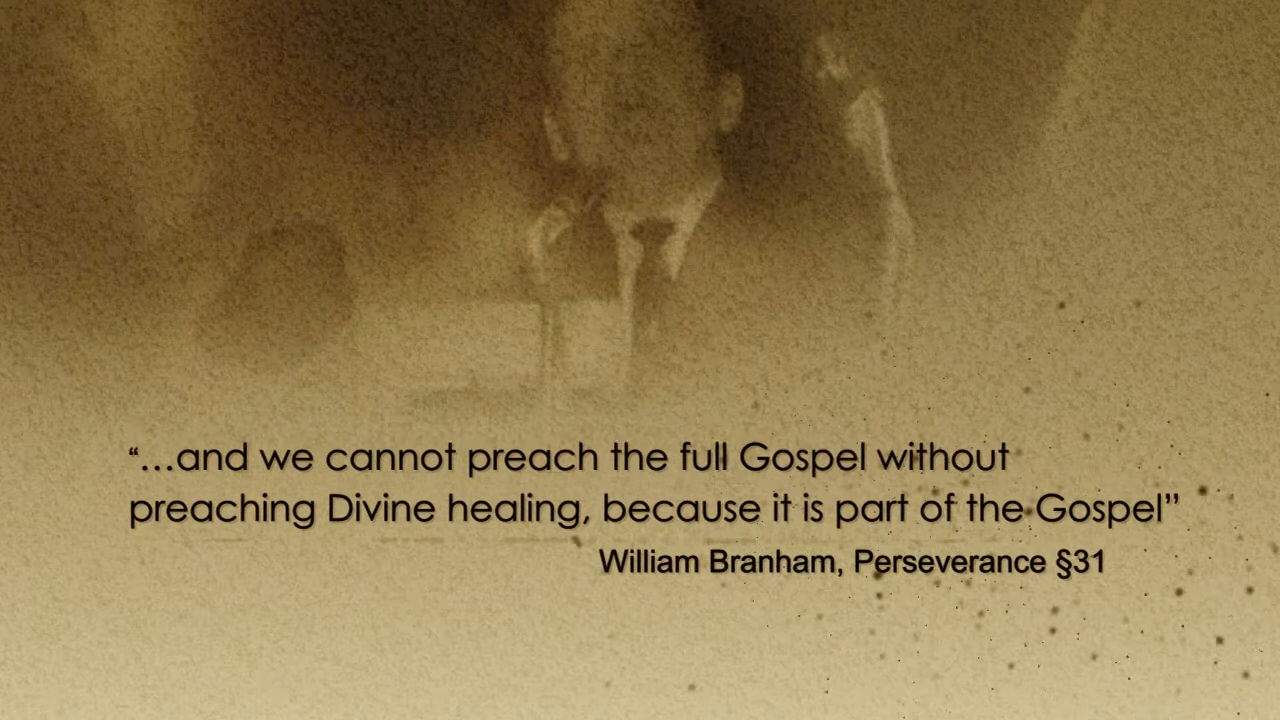 “…and we cannot preach the full Gospel without
preaching Divine healing, because it is part of the Gospel”
William Branham, Perseverance §31